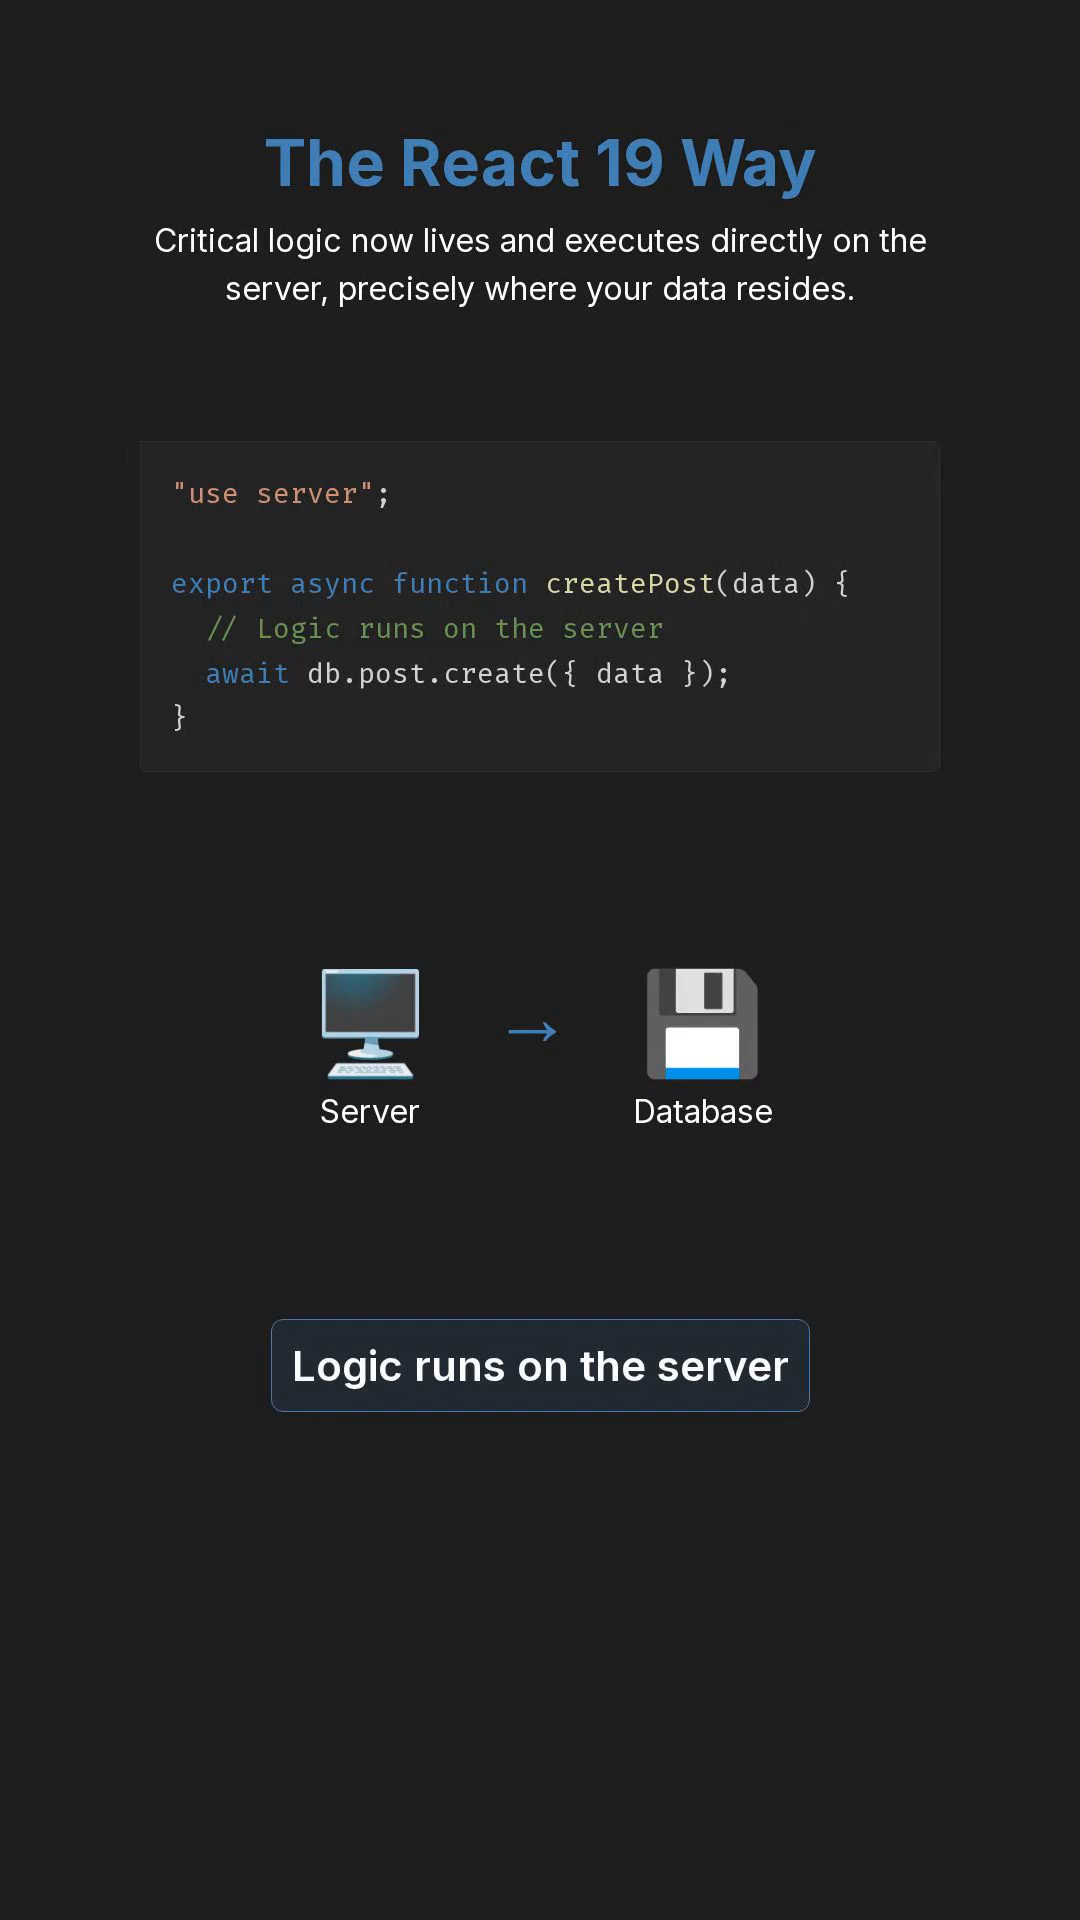 The React 19 Way
Critical logic now lives and executes directly on the
server, precisely where your data resides.
"use server";
export async function createPost(data) {
  // Logic runs on the server
  await db.post.create({ data });
}
→
Server
Database
Logic runs on the server